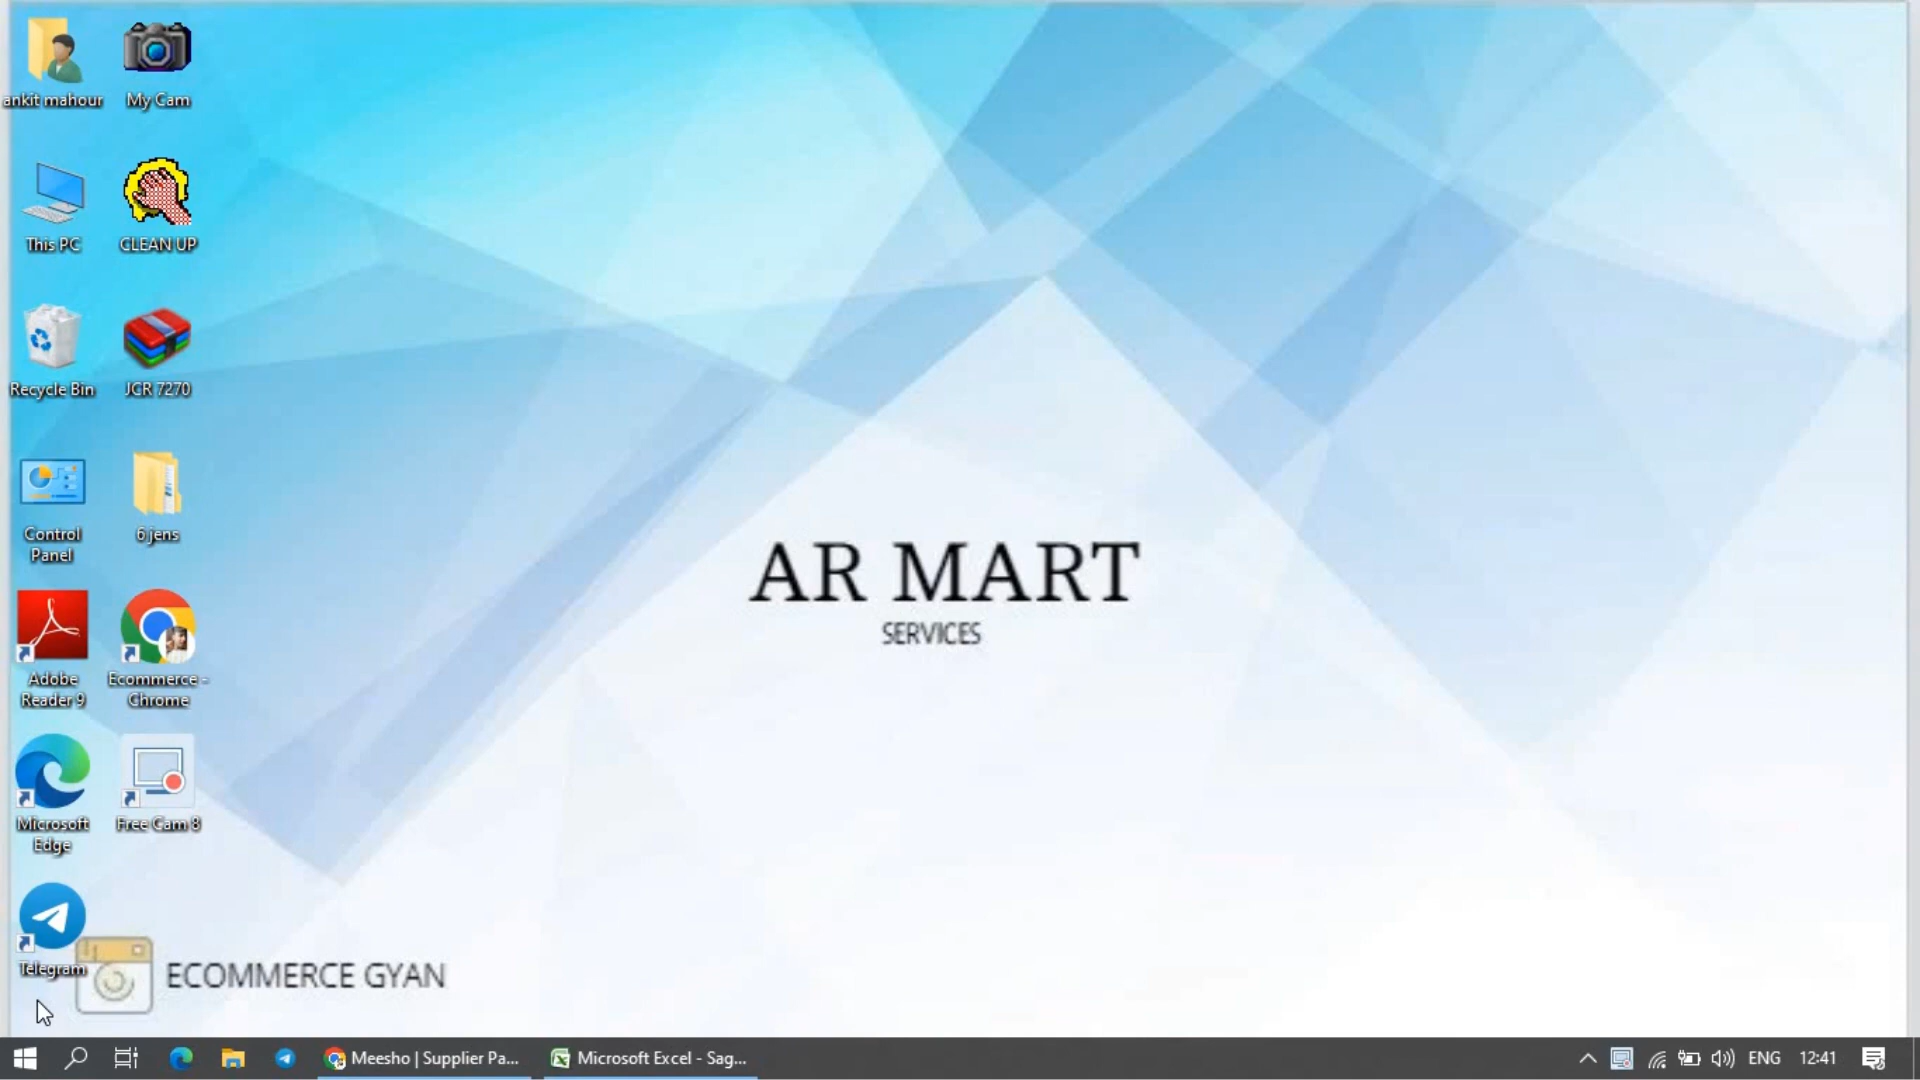 ankit mahour
My Cam
This PC
CLEAN UP
Recycle Bin
JCR 7270
Control
Panel
6 jens
Adobe
Reader 9
Ecommerce -
Chrome
Microsoft
Edge
Free Cam 8
Telegram
AR MART
SERVICES
ECOMMERCE GYAN
Meesho | Supplier Pa...
Microsoft Excel - Sag...
ENG
12:41